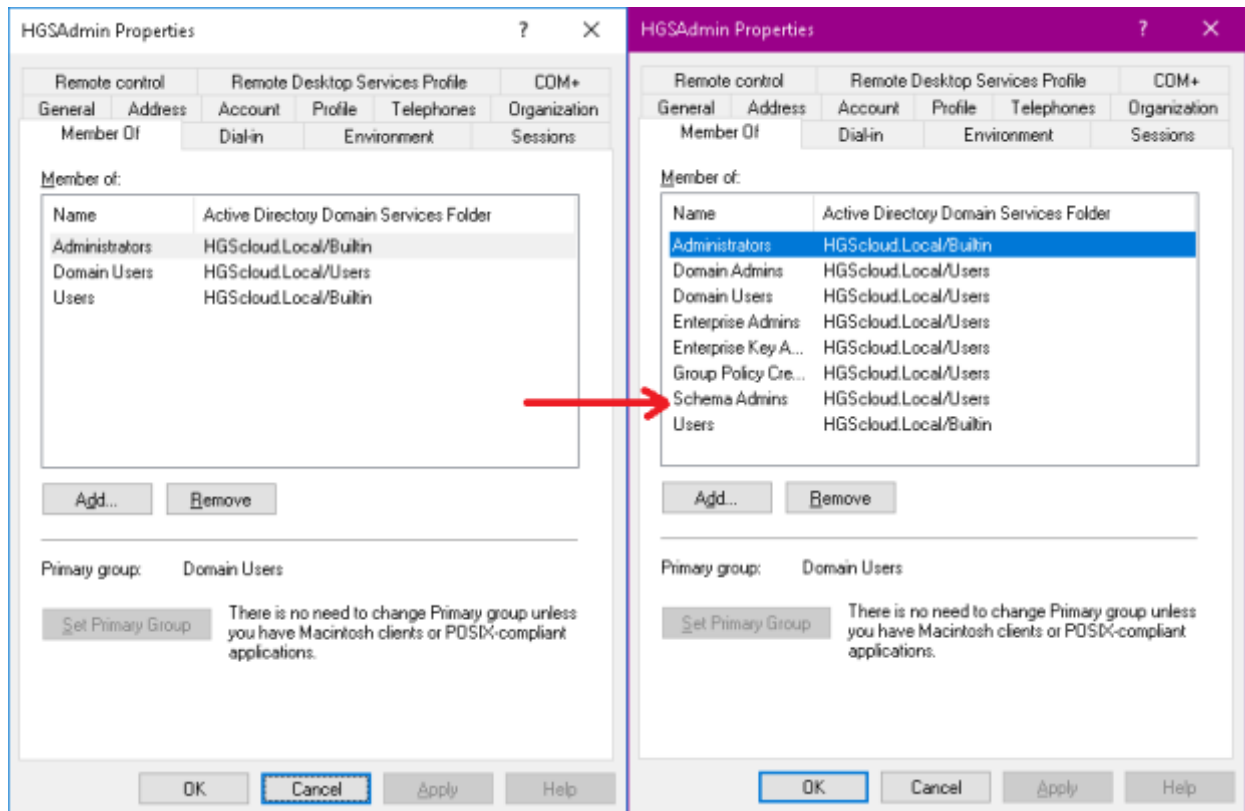 HGSAdmin Properties ? ×
Remote control Remote Desktop Services Profile COM+
General Address Account Profile Telephones Organization
Member Of Dial-in Environment Sessions
Member of:
Name Active Directory Domain Services Folder
Administrators HGScloud.Local/Builtin
Domain Users HGScloud.Local/Users
Users HGScloud.Local/Builtin
Add... Remove
Primary group: Domain Users
Set Primary Group
There is no need to change Primary group unless
you have Macintosh clients or POSIX-compliant
applications.
OK Cancel Apply Help
HGSAdmin Properties ? ×
Remote control Remote Desktop Services Profile COM+
General Address Account Profile Telephones Organization
Member Of Dial-in Environment Sessions
Member of:
Name Active Directory Domain Services Folder
Administrators HGScloud.Local/Builtin
Domain Admins HGScloud.Local/Users
Domain Users HGScloud.Local/Users
Enterprise Admins HGScloud.Local/Users
Enterprise Key A... HGScloud.Local/Users
Group Policy Cre... HGScloud.Local/Users
Schema Admins HGScloud.Local/Users
Users HGScloud.Local/Builtin
Add... Remove
Primary group: Domain Users
Set Primary Group
There is no need to change Primary group unless
you have Macintosh clients or POSIX-compliant
applications.
OK Cancel Apply Help